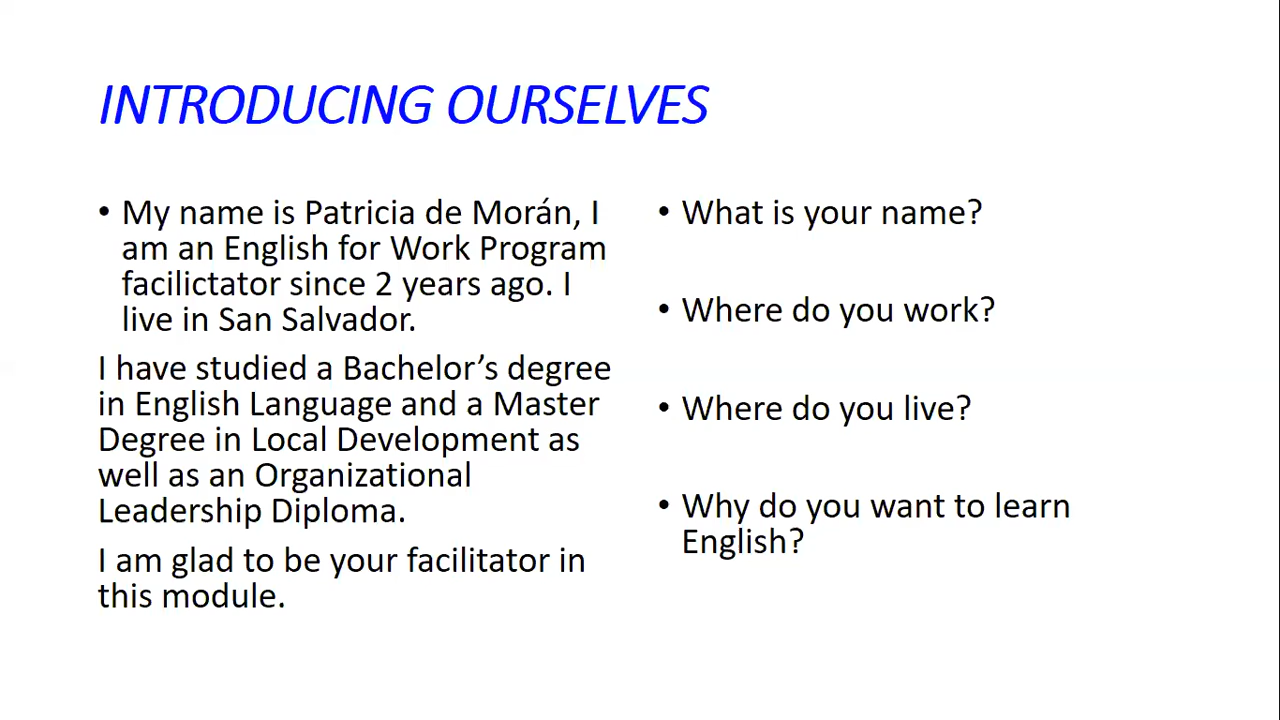 INTRODUCING OURSELVES
• My name is Patricia de Morán, I
am an English for Work Program
facilictator since 2 years ago. I
live in San Salvador.
I have studied a Bachelor’s degree
in English Language and a Master
Degree in Local Development as
well as an Organizational
Leadership Diploma.
I am glad to be your facilitator in
this module.
• What is your name?
• Where do you work?
• Where do you live?
• Why do you want to learn
English?